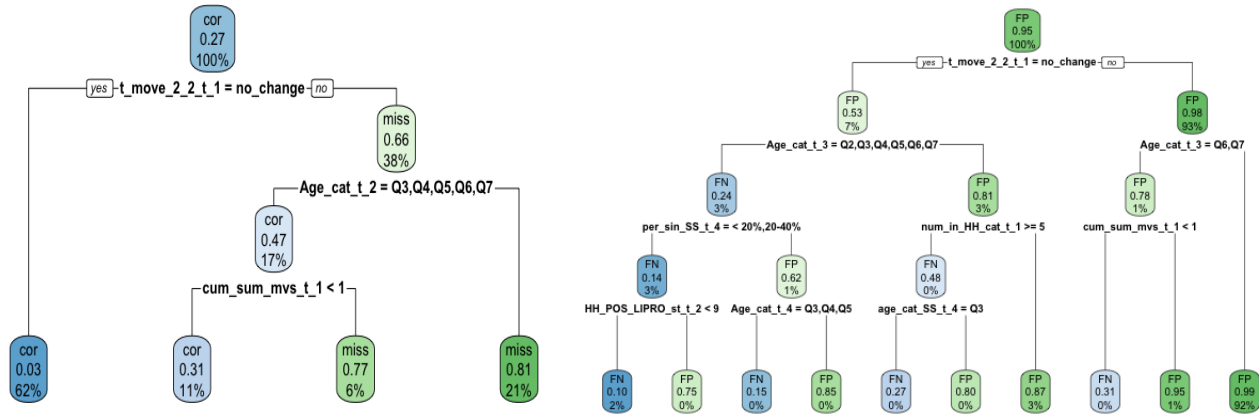 cor
0.27
100%
yes t_move_2_2_t_1 = no_change no
miss
0.66
38%
Age_cat_t_2 = Q3,Q4,Q5,Q6,Q7
cor
0.47
17%
cum_sum_mvs_t_1 < 1
cor
0.03
62%
cor
0.31
11%
miss
0.77
6%
miss
0.81
21%
FP
0.95
100%
yes t_move_2_2_t_1 = no_change no
FP
0.53
7%
FP
0.98
93%
Age_cat_t_3 = Q2,Q3,Q4,Q5,Q6,Q7
Age_cat_t_3 = Q6,Q7
FN
0.24
3%
FP
0.81
3%
FP
0.78
1%
per_sin_SS_t_4 = < 20%,20-40%
num_in_HH_cat_t_1 >= 5
cum_sum_mvs_t_1 < 1
FN
0.14
3%
FP
0.62
1%
FN
0.48
0%
HH_POS_LIPRO_st_t_2 < 9
Age_cat_t_4 = Q3,Q4,Q5
age_cat_SS_t_4 = Q3
FN
0.10
2%
FP
0.75
0%
FN
0.15
0%
FP
0.85
0%
FN
0.27
0%
FP
0.80
0%
FP
0.87
3%
FN
0.31
0%
FP
0.95
1%
FP
0.99
92%